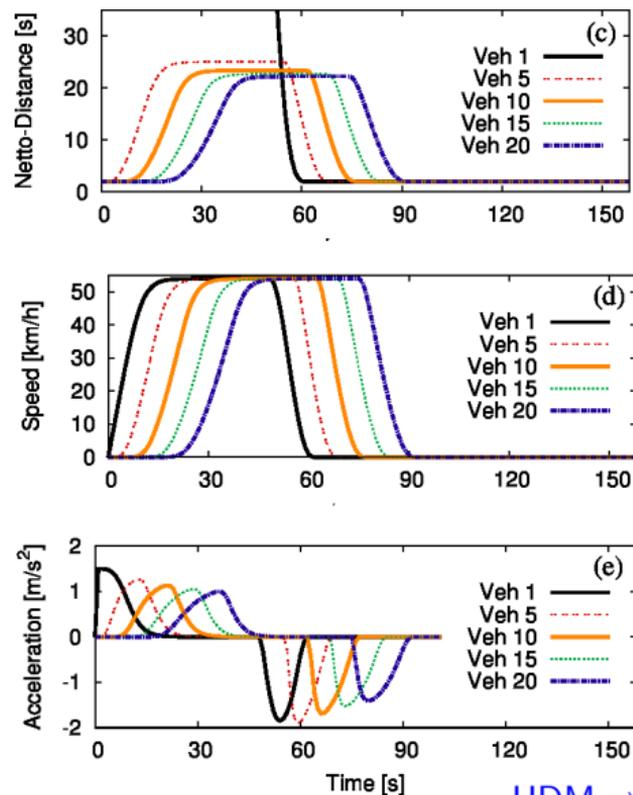 Netto-Distance [s]
30
20
10
0
(c)
Veh 1
Veh 5
Veh 10
Veh 15
Veh 20
0 30 60 90 120 150
Speed [km/h]
50
40
30
20
10
0
(d)
Veh 1
Veh 5
Veh 10
Veh 15
Veh 20
0 30 60 90 120 150
Acceleration [m/s²]
2
1
0
-1
-2
(e)
Veh 1
Veh 5
Veh 10
Veh 15
Veh 20
0 30 60 90 120 150
Time [s]